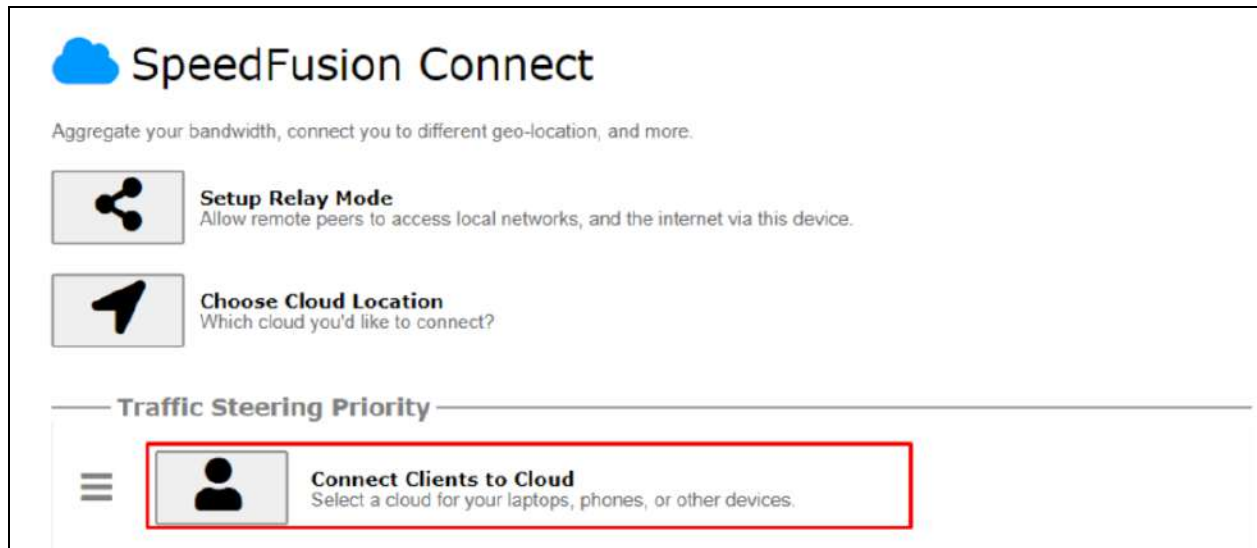 SpeedFusion Connect
Aggregate your bandwidth, connect you to different geo-location, and more.
Setup Relay Mode
Allow remote peers to access local networks, and the internet via this device.
Choose Cloud Location
Which cloud you'd like to connect?
Traffic Steering Priority
Connect Clients to Cloud
Select a cloud for your laptops, phones, or other devices.